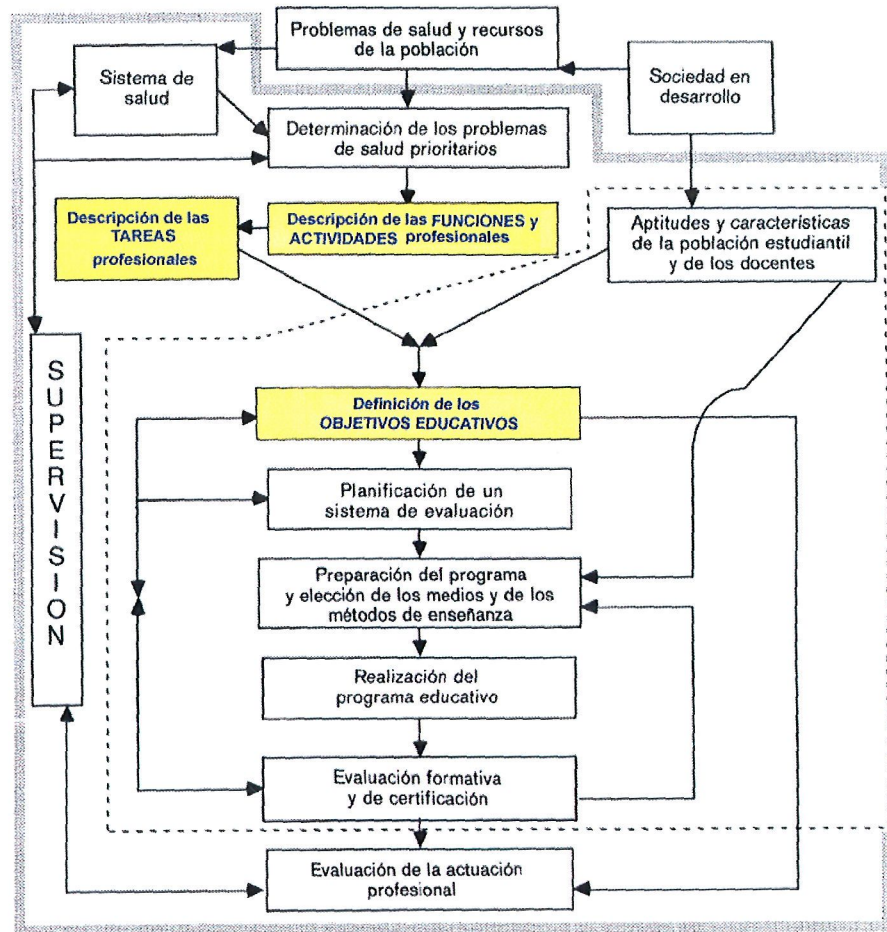 Problemas de salud y recursos
de la población
Sistema de
salud
Sociedad en
desarrollo
Determinación de los problemas
de salud prioritarios
Descripción de las
TAREAS
profesionales
Descripción de las FUNCIONES y
ACTIVIDADES profesionales
Aptitudes y características
de la población estudiantil
y de los docentes
SUPERVISION
Definición de los
OBJETIVOS EDUCATIVOS
Planificación de un
sistema de evaluación
Preparación del programa
y elección de los medios y de los
métodos de enseñanza
Realización del
programa educativo
Evaluación formativa
y de certificación
Evaluación de la actuación
profesional